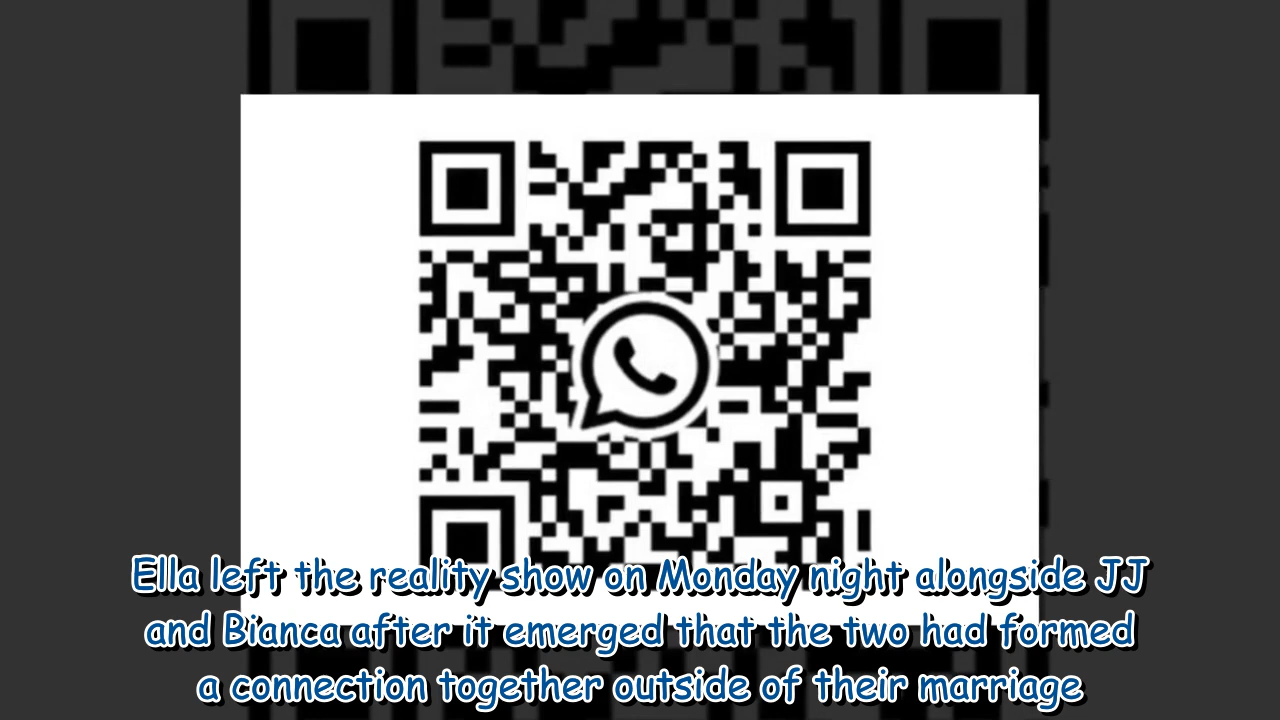 Ella left the reality show on Monday night alongside JJ
and Bianca after it emerged that the two had formed
a connection together outside of their marriage